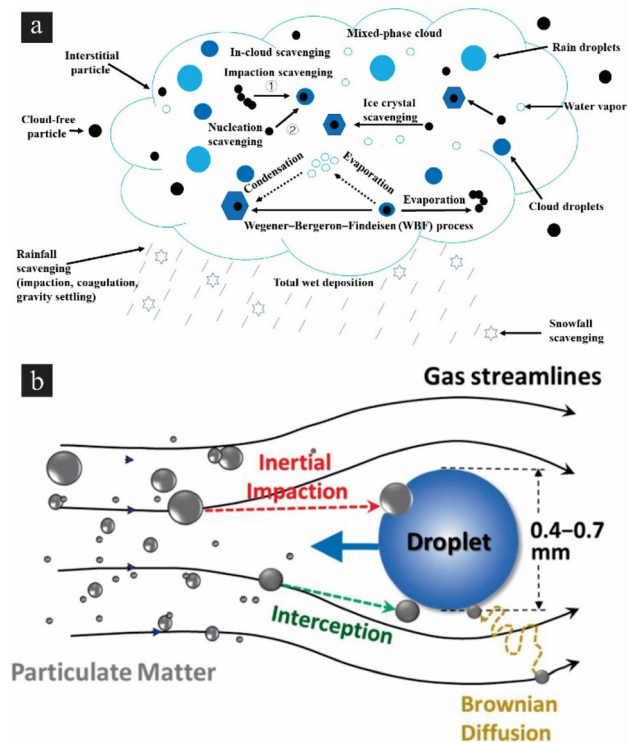 a
Mixed-phase cloud
Interstitial
particle
In-cloud scavenging
Rain droplets
Impaction scavenging
①
Ice crystal
scavenging
Water vapor
Cloud-free
particle
Nucleation
scavenging
②
Condensation
Evaporation
Evaporation
Cloud droplets
Wegener–Bergeron–Findeisen (WBF) process
Rainfall
scavenging
(impaction, coagulation,
gravity settling)
Total wet deposition
Snowfall
scavenging
b
Gas streamlines
Inertial
Impaction
Droplet
0.4–0.7
mm
Interception
Particulate Matter
Brownian
Diffusion